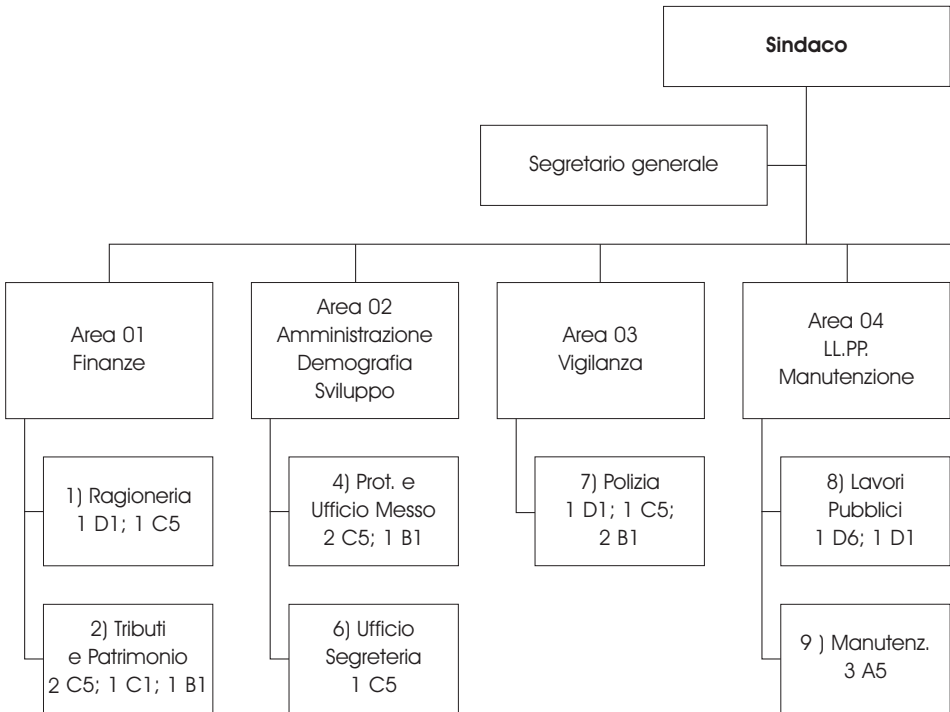 Sindaco
Segretario generale
Area 01
Finanze
Area 02
Amministrazione
Demografia
Sviluppo
Area 03
Vigilanza
Area 04
LL.PP.
Manutenzione
1) Ragioneria
1 D1; 1 C5
4) Prot. e
Ufficio Messo
2 C5; 1 B1
7) Polizia
1 D1; 1 C5;
2 B1
8) Lavori
Pubblici
1 D6; 1 D1
2) Tributi
e Patrimonio
2 C5; 1 C1; 1 B1
6) Ufficio
Segreteria
1 C5
9 ) Manutenz.
3 A5